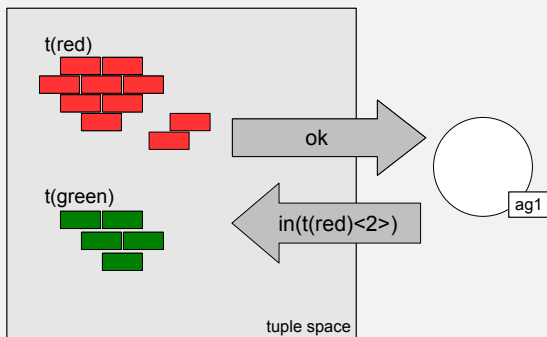 t(red)
ok
t(green)
ag1
in(t(red)<2>)
tuple space